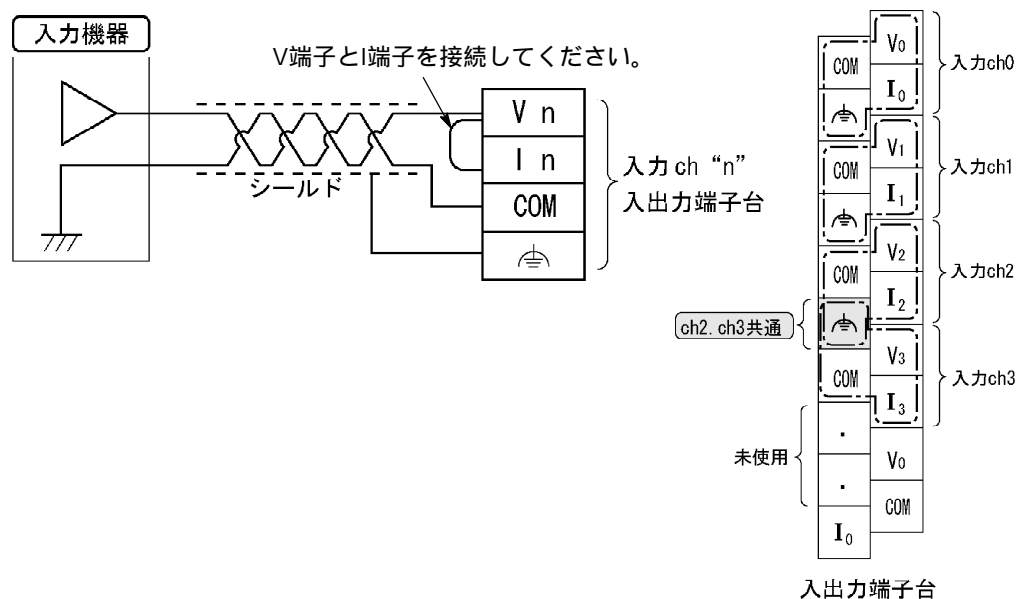 入力機器
V端子とI端子を接続してください。
シールド
V n
I n
COM
入力 ch “n”
入出力端子台
COM
COM
COM
ch2. ch3共通
COM
未使用
・
・
I0
V0
I0
V1
I1
V2
I2
V3
I3
V0
COM
入力ch0
入力ch1
入力ch2
入力ch3
入出力端子台